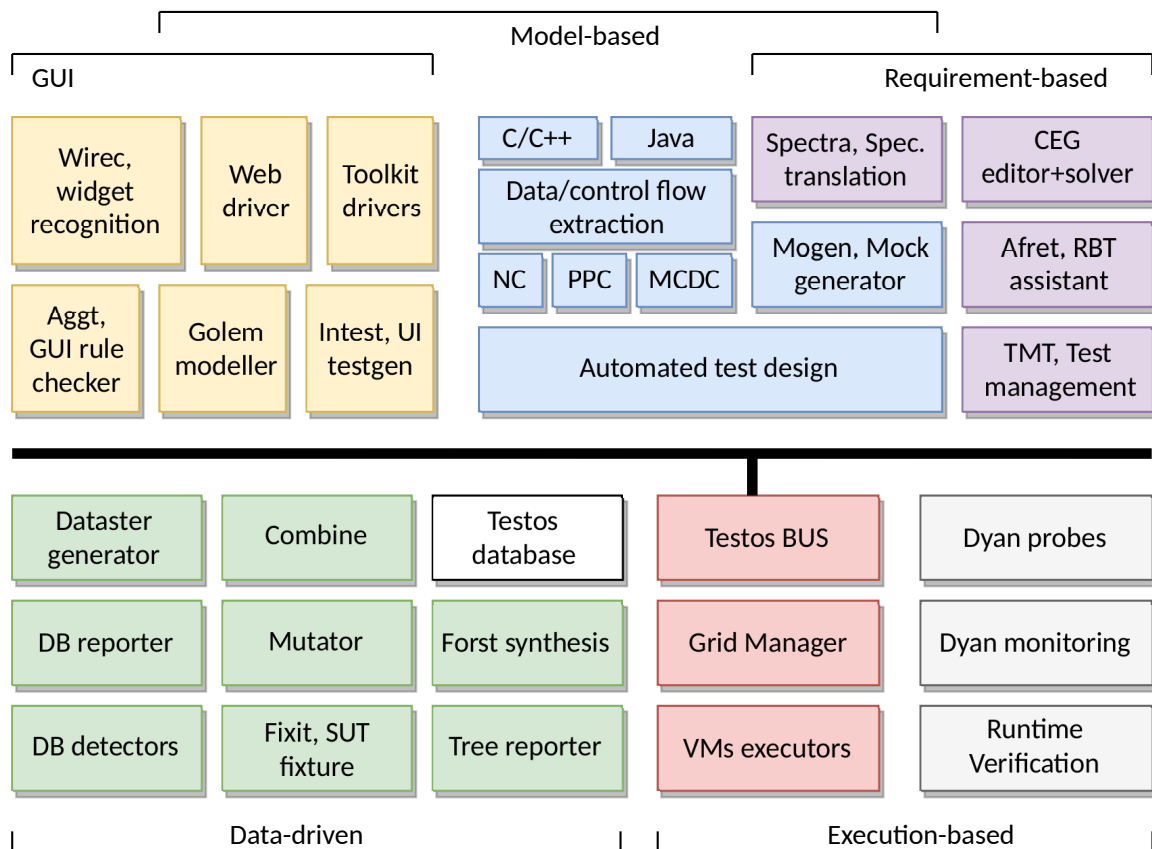 Model-based
GUI
Requirement-based
Wirec,
widget
recognition
Web
driver
Toolkit
drivers
C/C++
Java
Data/control flow
extraction
NC
PPC
MCDC
Spectra, Spec.
translation
CEG
editor+solver
Mogen, Mock
generator
Afret, RBT
assistant
Aggt,
GUI rule
checker
Golem
modeller
Intest, UI
testgen
Automated test design
TMT, Test
management
Dataster
generator
Combine
Testos
database
Testos BUS
Dyan probes
DB reporter
Mutator
Forst synthesis
Grid Manager
Dyan monitoring
DB detectors
Fixit, SUT
fixture
Tree reporter
VMs executors
Runtime
Verification
Data-driven
Execution-based